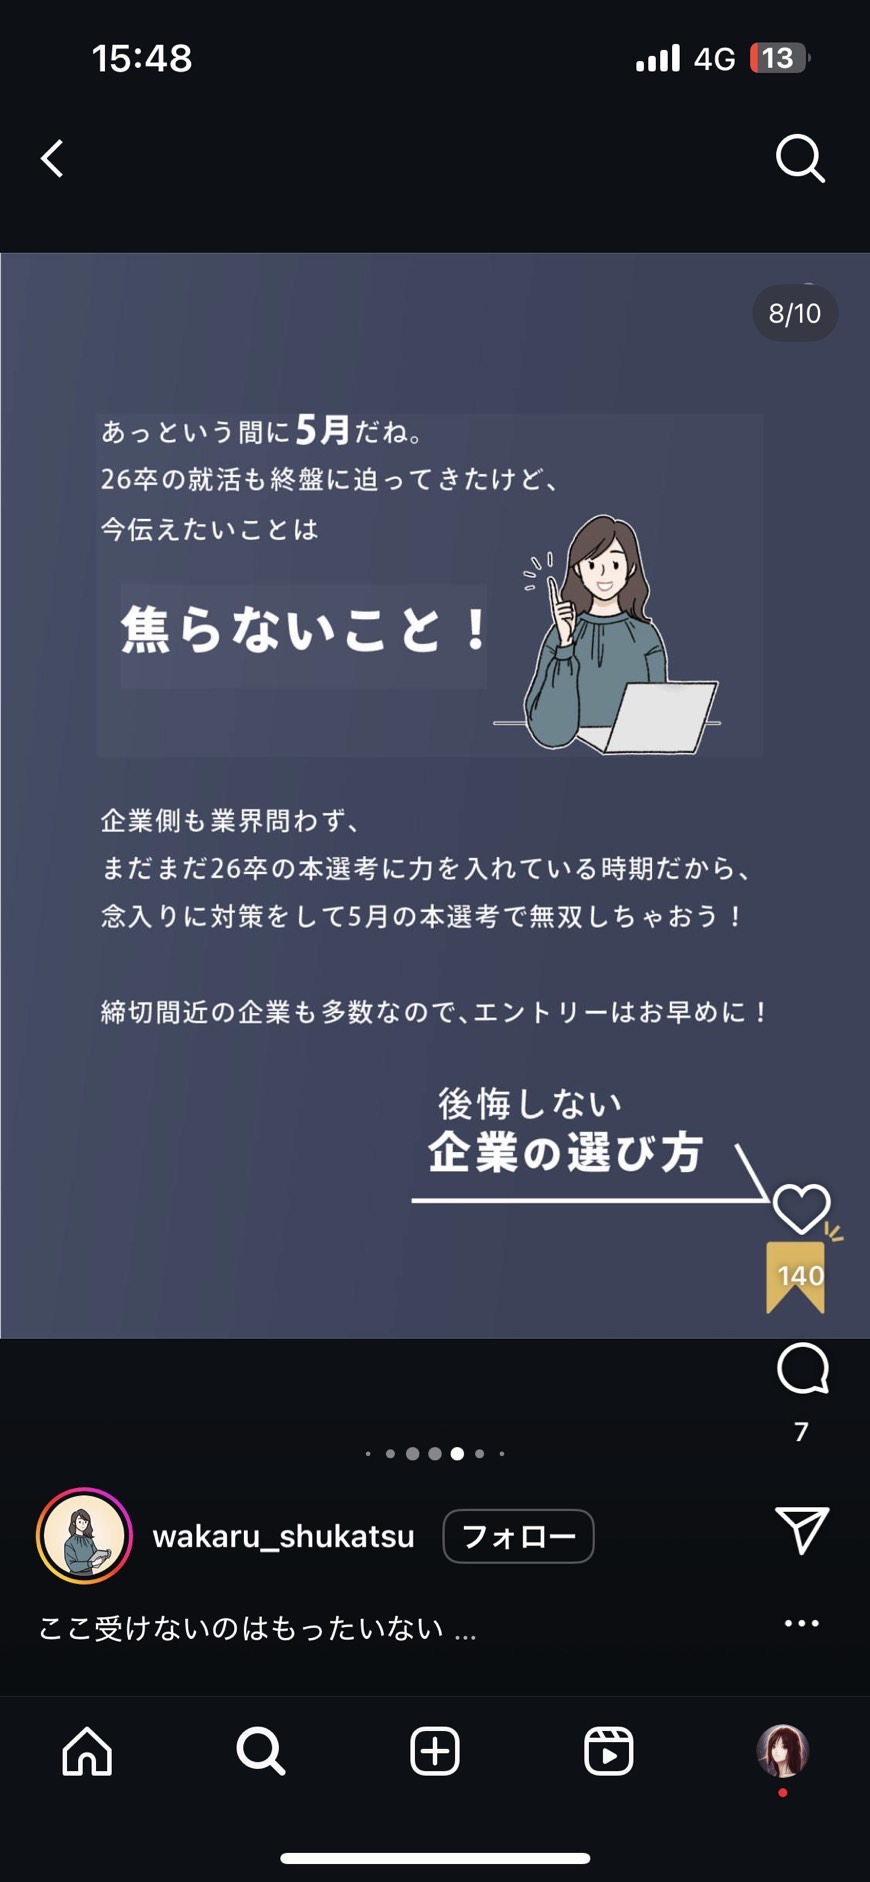 15:48
4G
13
8/10
あっという間に5月だね。
26卒の就活も終盤に迫ってきたけど、
今伝えたいことは
焦らないこと！
企業側も業界問わず、
まだまだ26卒の本選考に力を入れている時期だから、
念入りに対策をして5月の本選考で無双しちゃおう！
締切間近の企業も多数なので、エントリーはお早めに！
後悔しない
企業の選び方
140
7
wakaru_shukatsu
フォロー
ここ受けないのはもったいない ...